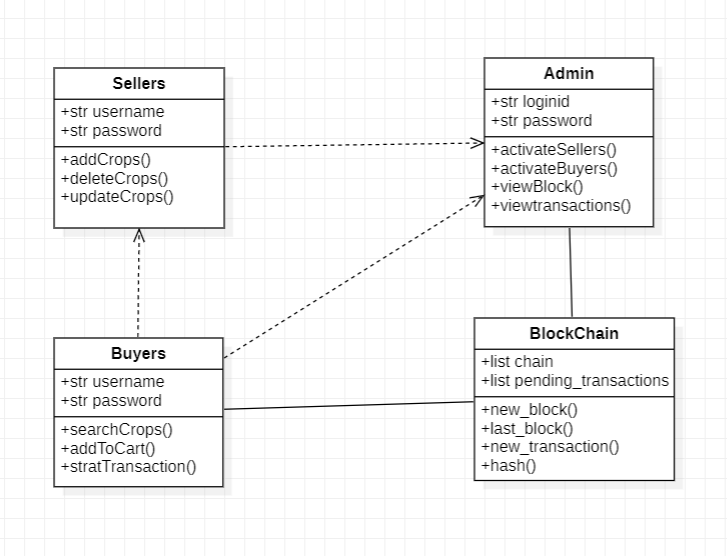 Sellers
+str username
+str password
+addCrops()
+deleteCrops()
+updateCrops()
Admin
+str loginid
+str password
+activateSellers()
+activateBuyers()
+viewBlock()
+viewtransactions()
Buyers
+str username
+str password
+searchCrops()
+addToCart()
+stratTransaction()
BlockChain
+list chain
+list pending_transactions
+new_block()
+last_block()
+new_transaction()
+hash()